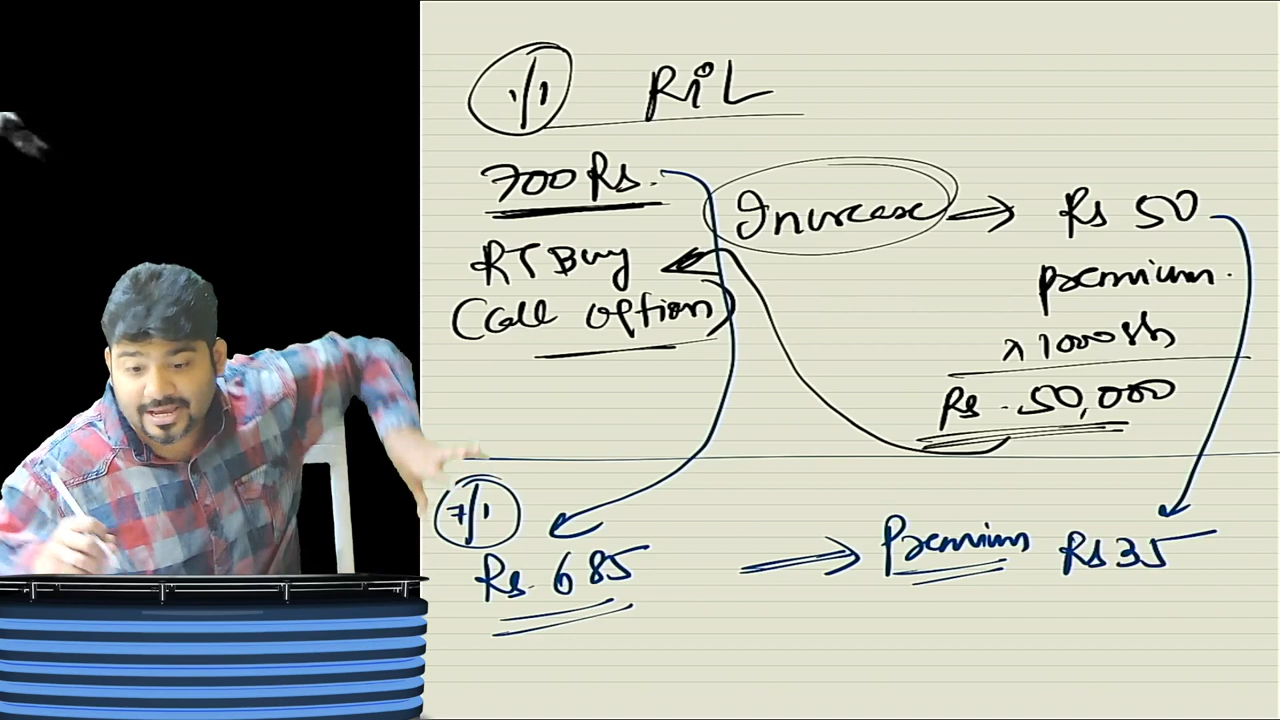 1/1 RiL
700 Rs.
Increase ⇒ Rs 50
premium.
RT Buy
(Call option)
x 1000 sh
Rs. 50,000
7/1
Rs. 685 ⇒ Premium Rs 35